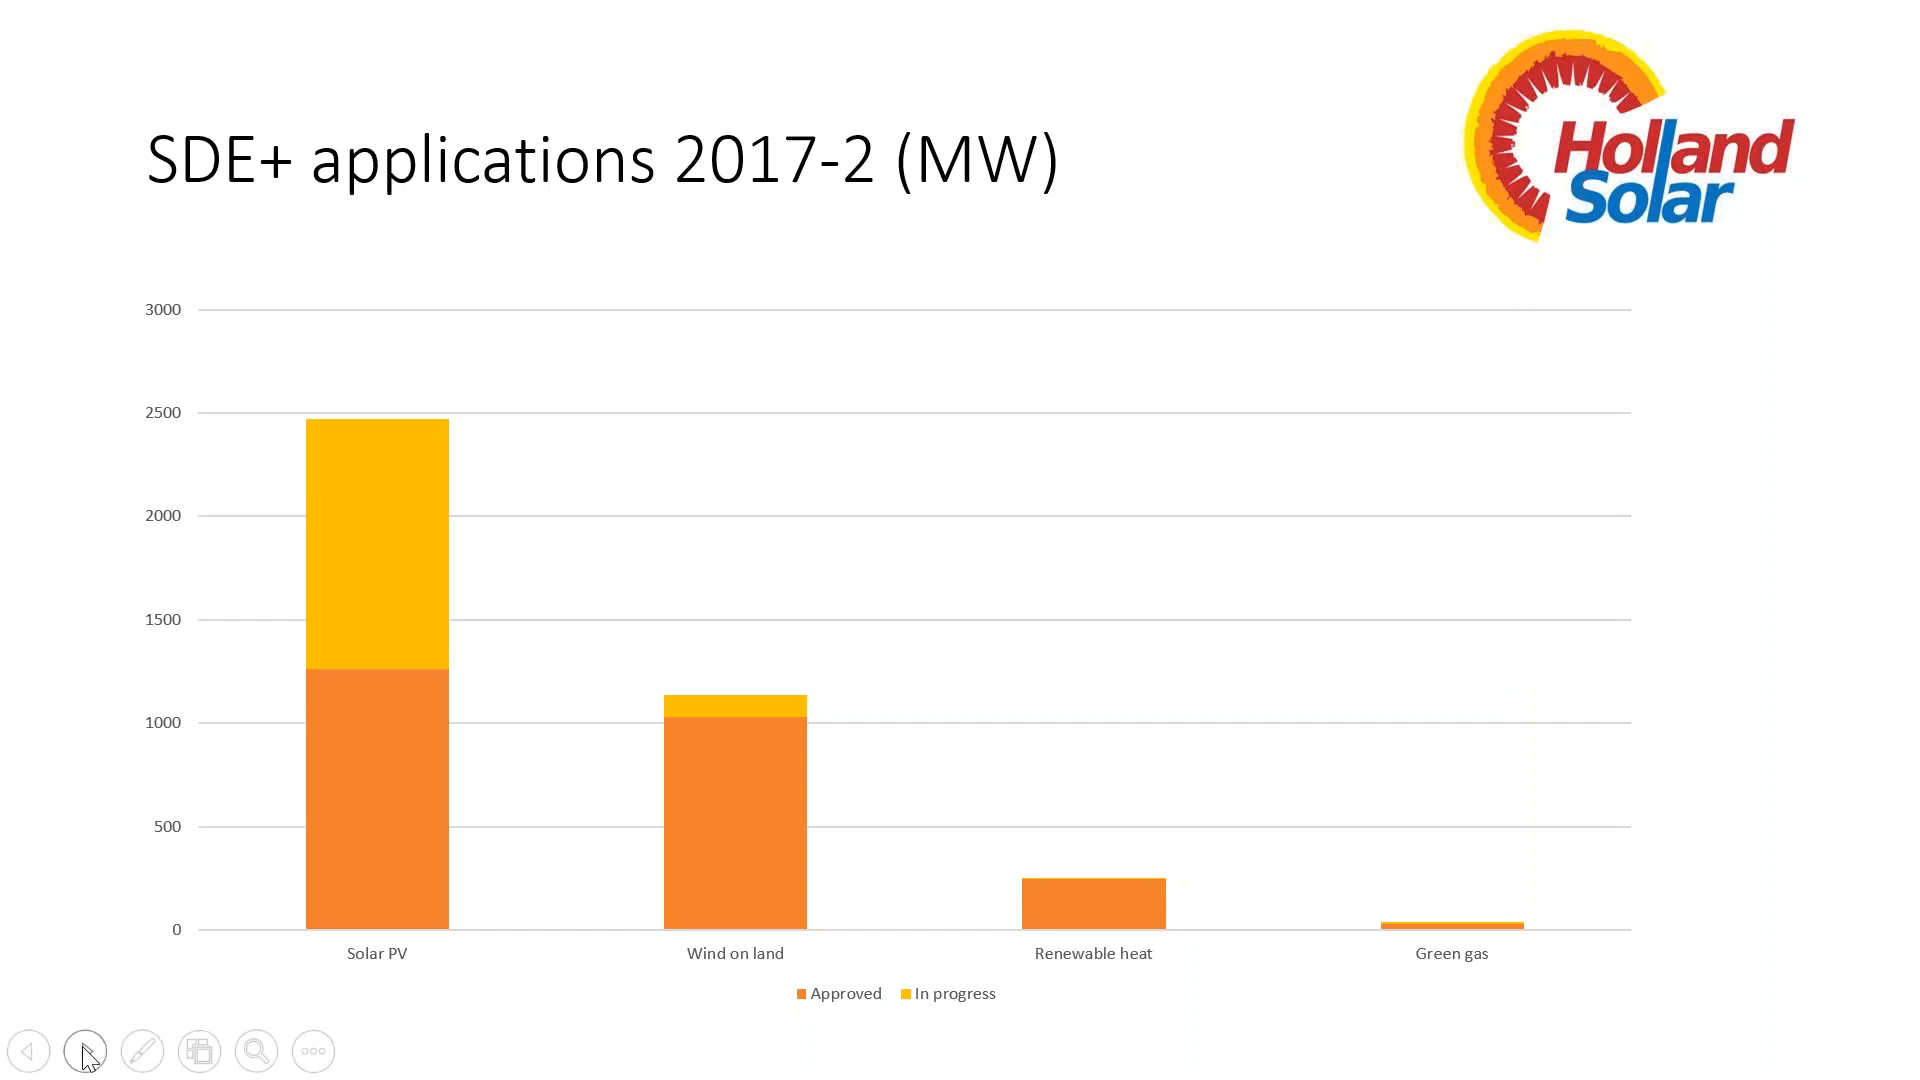 SDE+ applications 2017-2 (MW)
Holland
Solar
3000
2500
2000
1500
1000
500
0
Solar PV
Wind on land
Renewable heat
Green gas
Approved
In progress